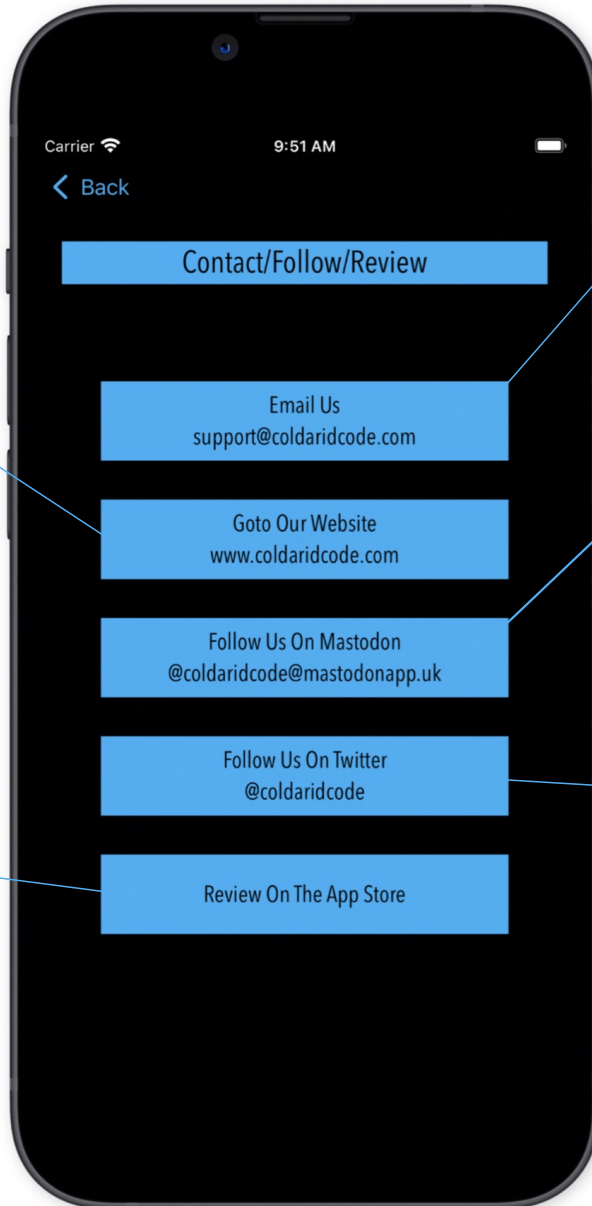 Carrier
9:51 AM
Back
Contact/Follow/Review
Email Us
support@coldaridcode.com
Goto Our Website
www.coldaridcode.com
Follow Us On Mastodon
@coldaridcode@mastodonapp.uk
Follow Us On Twitter
@coldaridcode
Review On The App Store